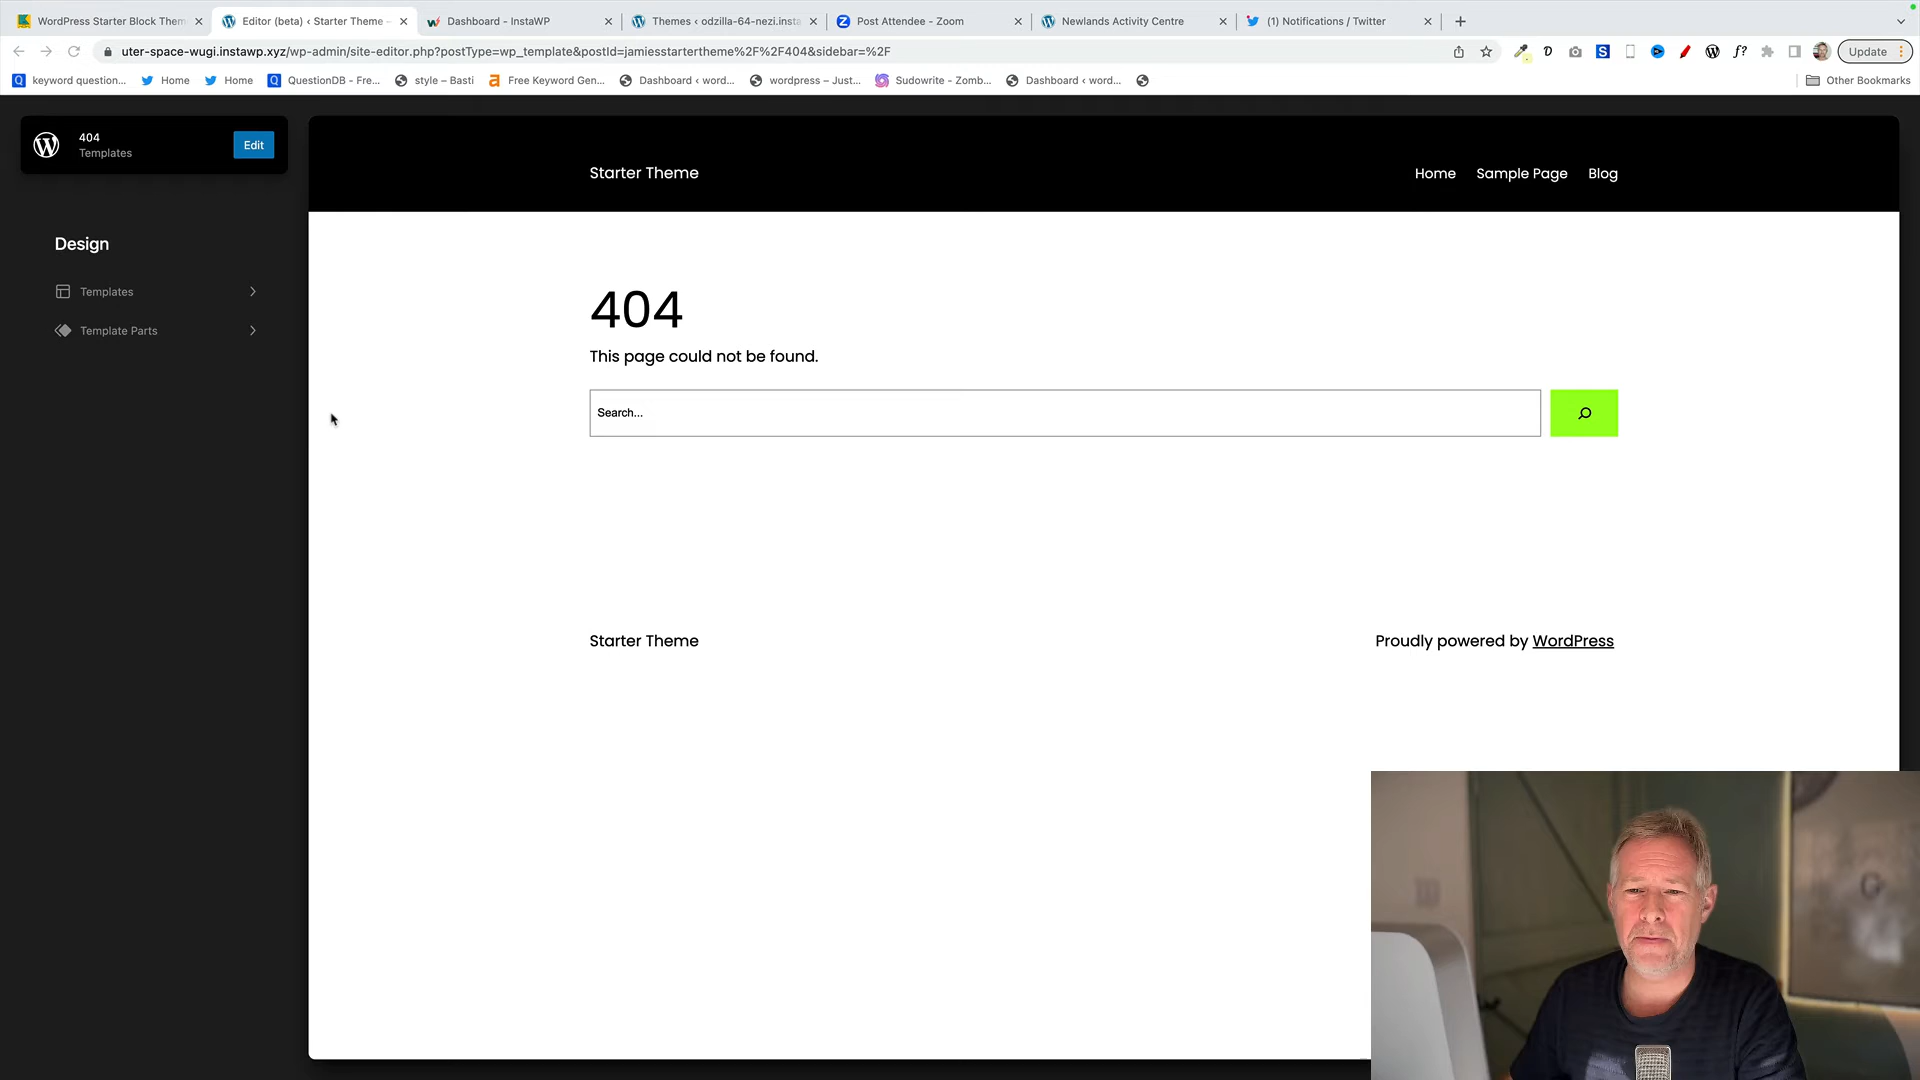 WordPress Starter Block Them
Editor (beta) ‹ Starter Theme -
Dashboard - InstaWP
Themes ‹ odzilla-64-nezi.insta
Post Attendee - Zoom
Newlands Activity Centre
(1) Notifications / Twitter
uter-space-wugi.instawp.xyz/wp-admin/site-editor.php?postType=wp_template&postId=jamiesstartertheme%2F%2F404&sidebar=%2F
Update
keyword question...
Home
Home
QuestionDB - Fre...
style – Basti
Free Keyword Gen...
Dashboard ‹ word...
wordpress – Just...
Sudowrite - Zomb...
Dashboard ‹ word...
Other Bookmarks
404
Templates
Edit
Design
Templates
Template Parts
Starter Theme
Home Sample Page Blog
404
This page could not be found.
Search...
Starter Theme
Proudly powered by WordPress